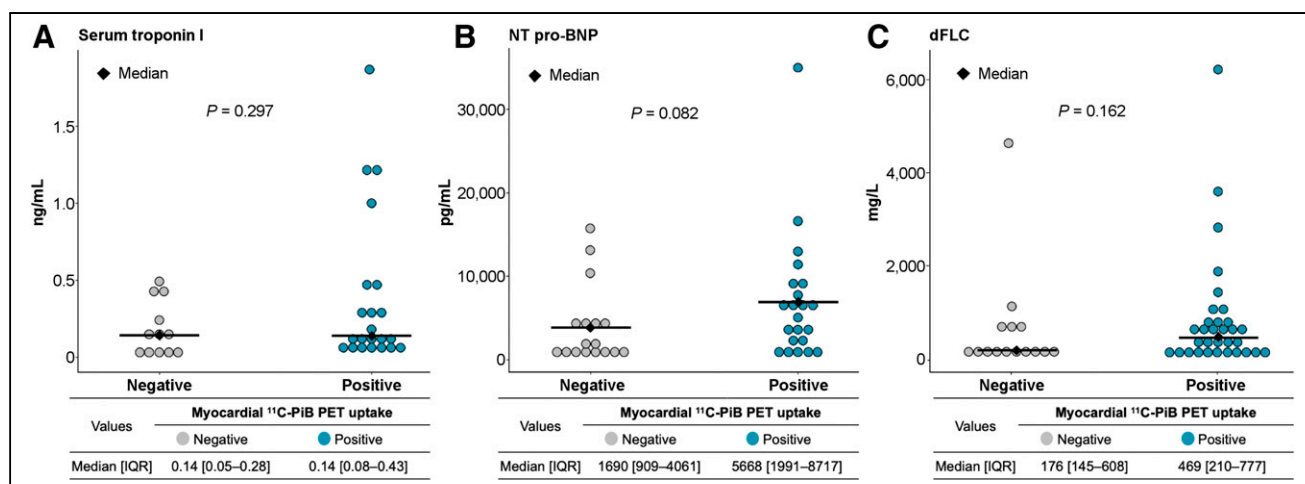 A Serum troponin I
◆ Median
P = 0.297
ng/mL
1.5
1.0
0.5
0
Negative Positive
Values Myocardial ¹¹C-PiB PET uptake
Negative Positive
Median [IQR] 0.14 [0.05–0.28] 0.14 [0.08–0.43]
B NT pro-BNP
◆ Median
P = 0.082
pg/mL
30,000
20,000
10,000
0
Negative Positive
Values Myocardial ¹¹C-PiB PET uptake
Negative Positive
Median [IQR] 1690 [909–4061] 5668 [1991–8717]
C dFLC
◆ Median
P = 0.162
mg/L
6,000
4,000
2,000
0
Negative Positive
Values Myocardial ¹¹C-PiB PET uptake
Negative Positive
Median [IQR] 176 [145–608] 469 [210–777]